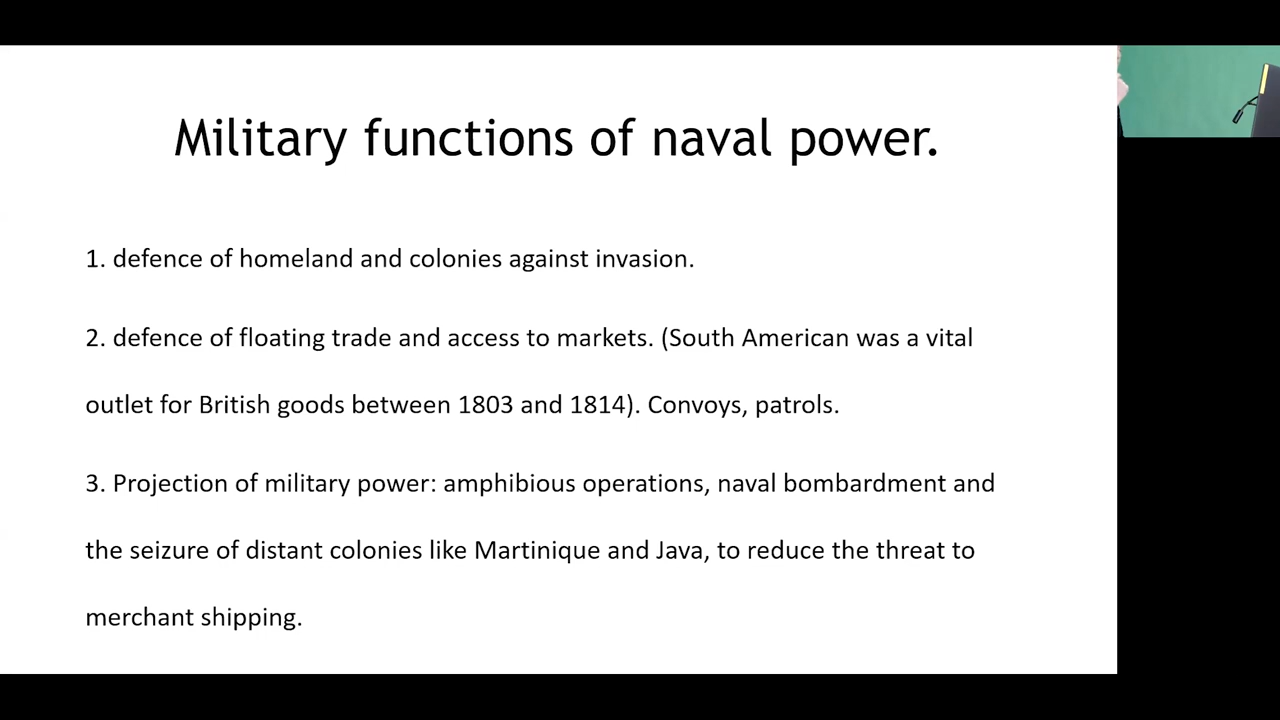 Military functions of naval power.
1. defence of homeland and colonies against invasion.
2. defence of floating trade and access to markets. (South American was a vital
outlet for British goods between 1803 and 1814). Convoys, patrols.
3. Projection of military power: amphibious operations, naval bombardment and
the seizure of distant colonies like Martinique and Java, to reduce the threat to
merchant shipping.